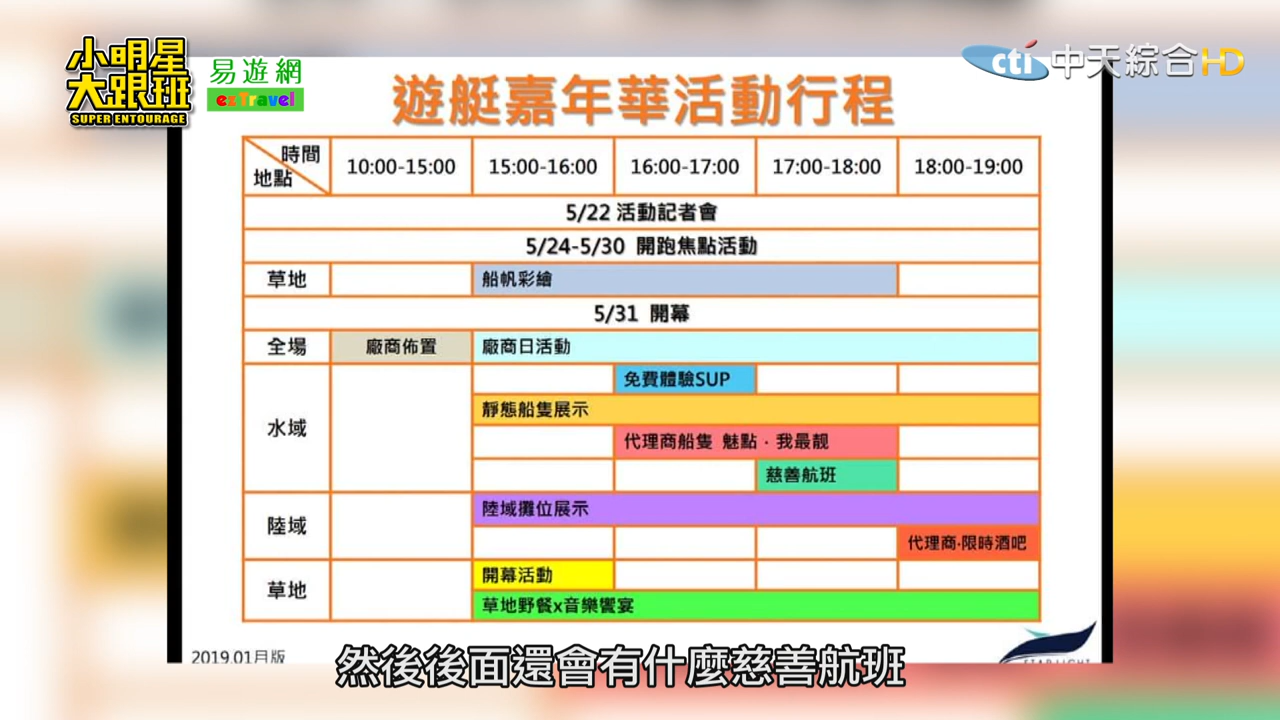 小明星
大跟班
SUPER ENTOURAGE
易遊網
ezTravel
cti 中天綜合HD
遊艇嘉年華活動行程
時間
地點
10:00-15:00 15:00-16:00 16:00-17:00 17:00-18:00 18:00-19:00
5/22 活動記者會
5/24-5/30 開跑焦點活動
草地 船帆彩繪
5/31 開幕
全場 廠商佈置 廠商日活動
水域
免費體驗SUP
靜態船隻展示
代理商船隻 魅點．我最靓
慈善航班
陸域
陸域攤位展示
代理商·限時酒吧
草地
開幕活動
草地野餐x音樂饗宴
2019.01月版
然後後面還會有什麼慈善航班